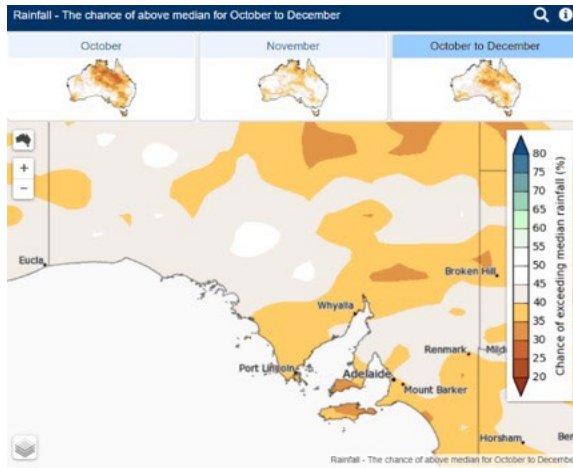 Rainfall - The chance of above median for October to December
October
November
October to December
+
−
Eucla
Whyalla
Broken Hill
Port Lincoln
Adelaide
Renmark
Mount Barker
Horsham
80
75
70
65
60
55
50
45
40
35
30
25
20
Chance of exceeding median rainfall (%)
Rainfall - The chance of above median for October to December